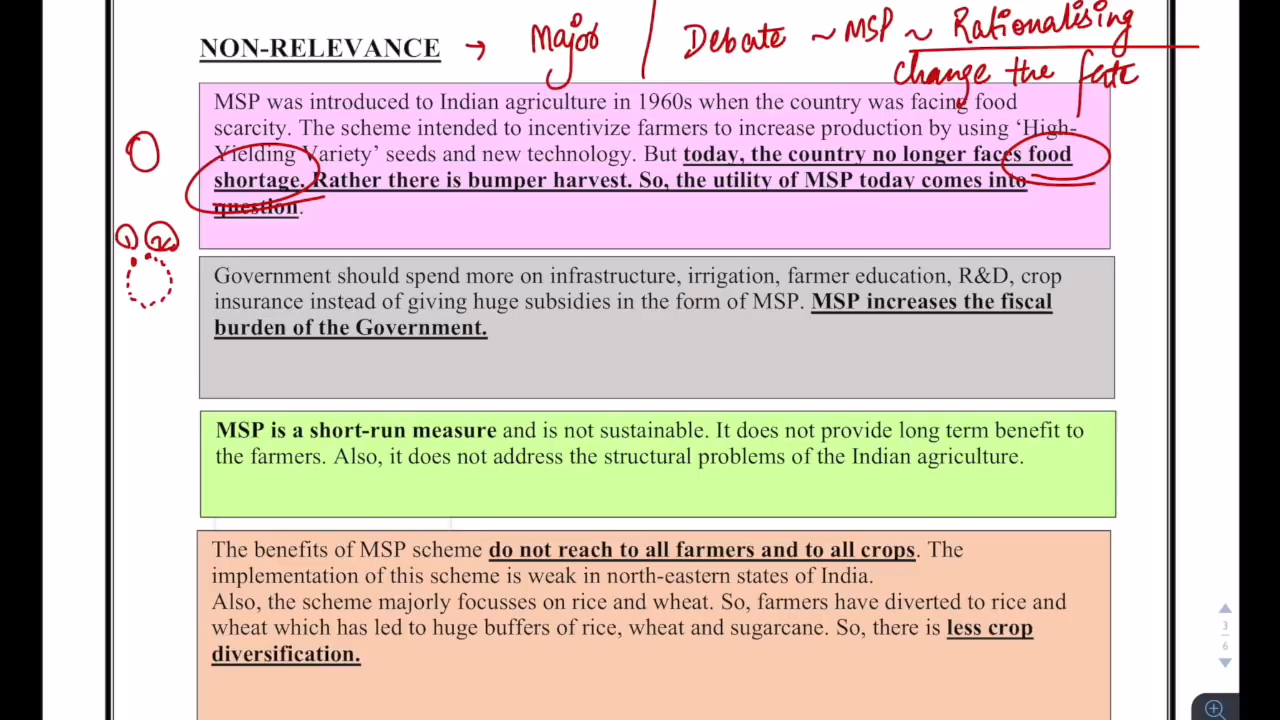 NON-RELEVANCE → Major | Debate ~ MSP ~ Rationalising
change the
MSP was introduced to Indian agriculture in 1960s when the country was facing food
scarcity. The scheme intended to incentivize farmers to increase production by using ‘High-
Yielding Variety’ seeds and new technology. But today, the country no longer faces food
shortage. Rather there is bumper harvest. So, the utility of MSP today comes into
question.
Government should spend more on infrastructure, irrigation, farmer education, R&D, crop
insurance instead of giving huge subsidies in the form of MSP. MSP increases the fiscal
burden of the Government.
MSP is a short-run measure and is not sustainable. It does not provide long term benefit to
the farmers. Also, it does not address the structural problems of the Indian agriculture.
The benefits of MSP scheme do not reach to all farmers and to all crops. The
implementation of this scheme is weak in north-eastern states of India.
Also, the scheme majorly focusses on rice and wheat. So, farmers have diverted to rice and
wheat which has led to huge buffers of rice, wheat and sugarcane. So, there is less crop
diversification.
3
6